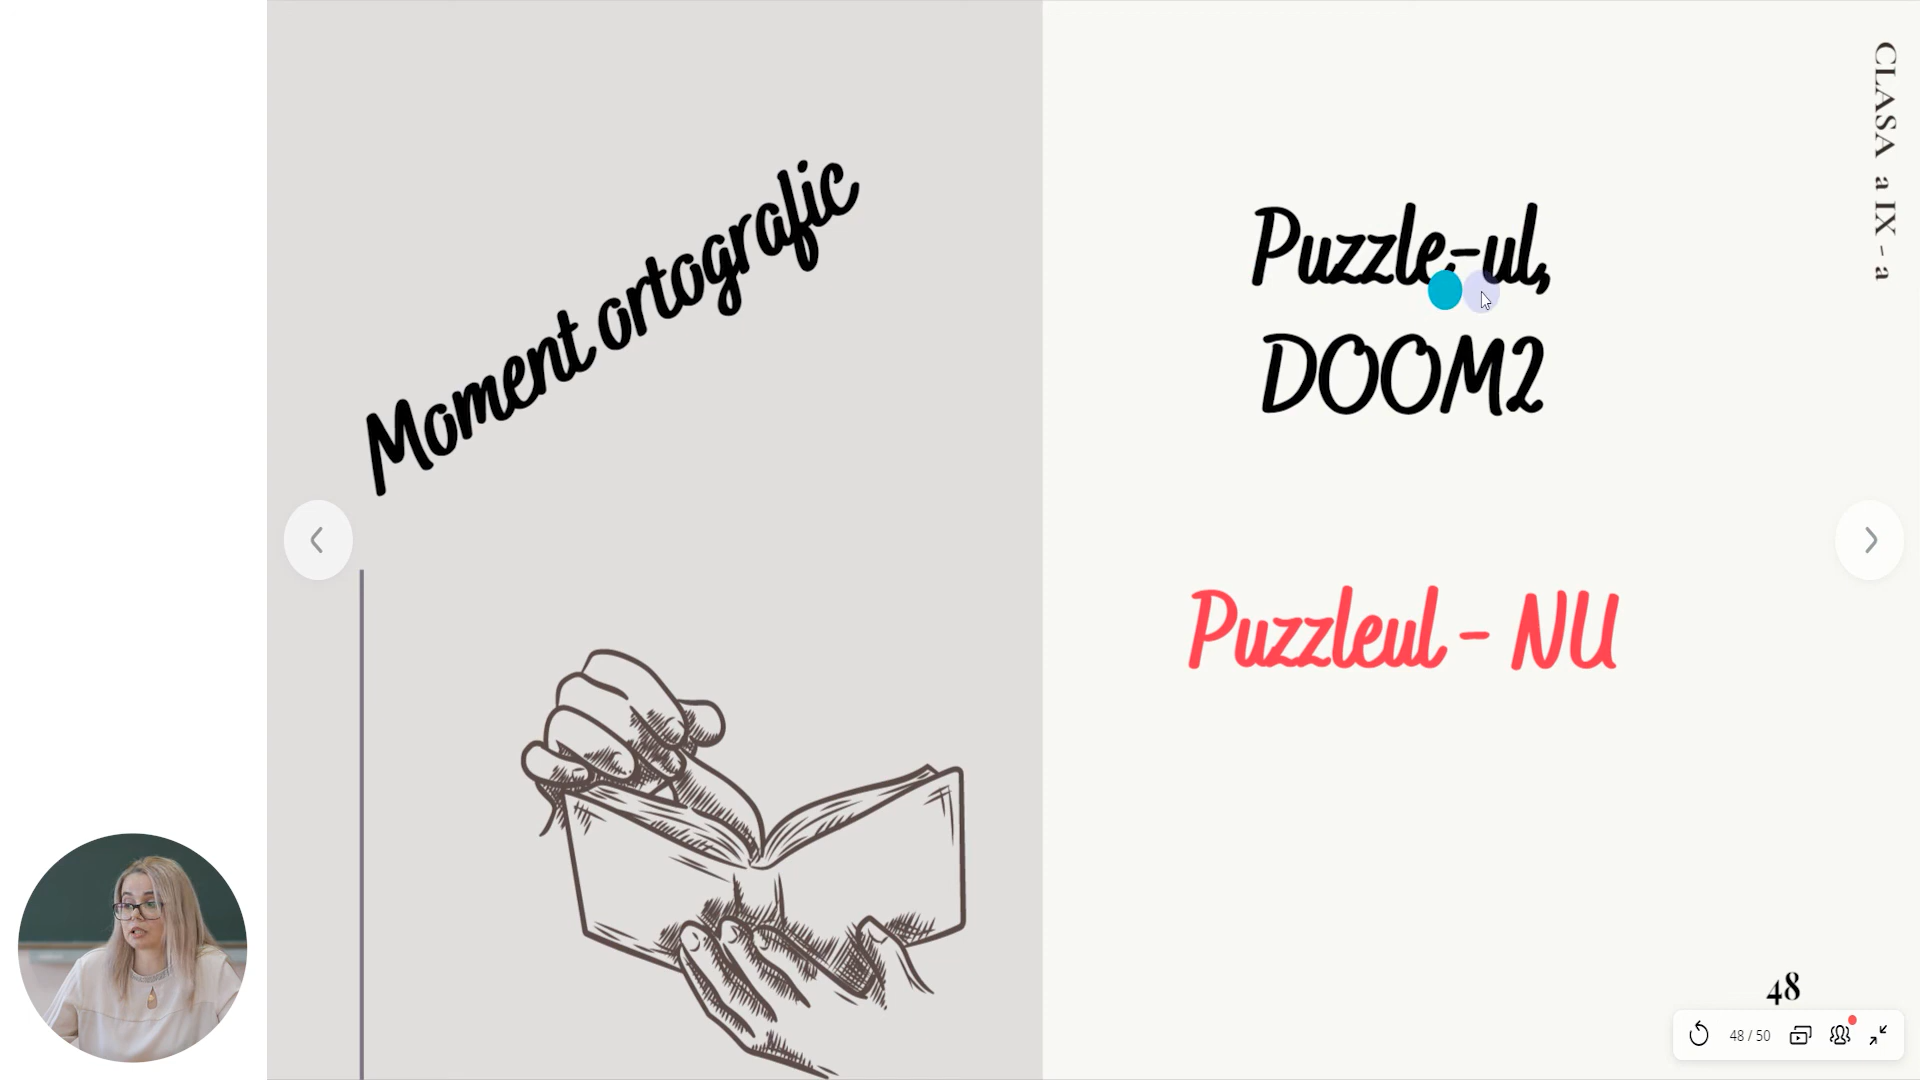 Moment ortografic
Puzzle-ul,
DOOM2
Puzzleul - NU
CLASA a IX - a
48
48 / 50